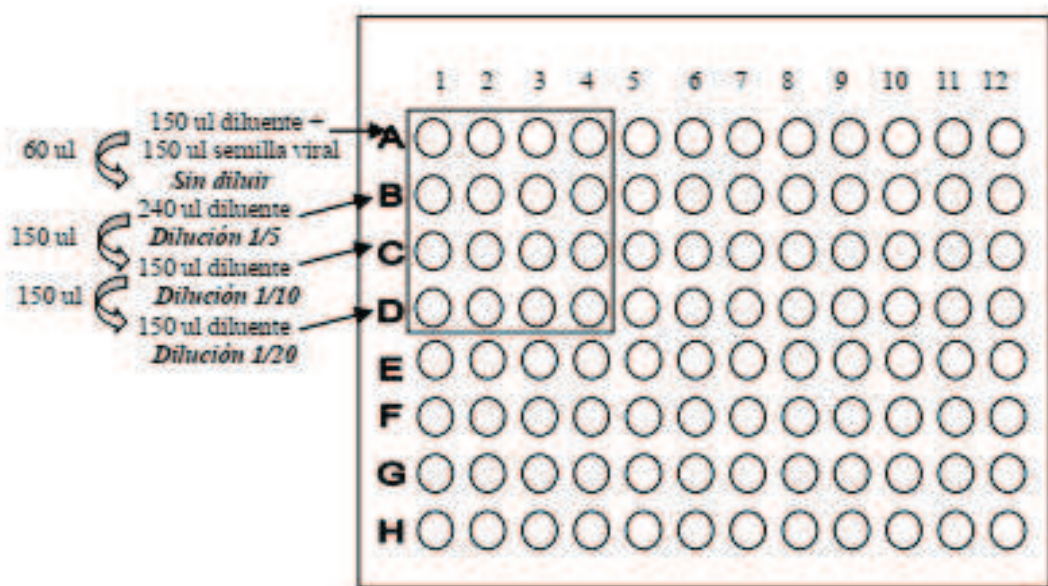 1 2 3 4 5 6 7 8 9 10 11 12
150 ul diluente +
150 ul semilla viral
Sin diluir
60 ul
240 ul diluente
Dilución 1/5
150 ul
150 ul diluente
Dilución 1/10
150 ul
150 ul diluente
Dilución 1/20
A
B
C
D
E
F
G
H